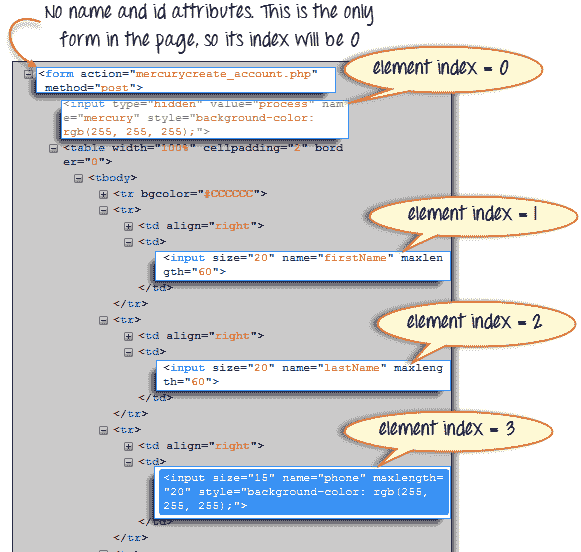 No name and id attributes. This is the only
form in the page, so its index will be 0
<form action="mercurycreate_account.php"
method="post">
element index = 0
<input type="hidden" value="process" nam
e="mercury" style="background-color:
rgb(255, 255, 255);">
<table width="100%" cellpadding="2" bord
er="0">
<tbody>
<tr bgcolor="#CCCCCC">
<tr>
element index = 1
<td align="right">
<td>
<input size="20" name="firstName" maxlen
gth="60">
</td>
</tr>
<tr>
element index = 2
<td align="right">
<td>
<input size="20" name="lastName" maxleng
th="60">
</td>
</tr>
<tr>
element index = 3
<td align="right">
<td>
<input size="15" name="phone" maxlength=
"20" style="background-color: rgb(255,
255, 255);">
</td>
</tr>